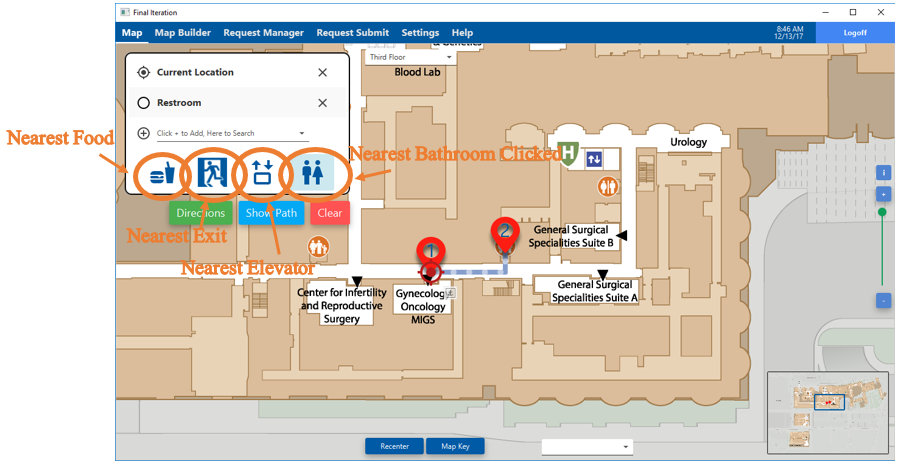 Final Iteration
Map Map Builder Request Manager Request Submit Settings Help
8:46 AM
12/13/17
Logoff
& Genetics
Third Floor
Blood Lab
Current Location
Restroom
Click + to Add, Here to Search
Nearest Food
Nearest Bathroom Clicked
Nearest Exit
Nearest Elevator
Directions
Show Path
Clear
H
Urology
i
+
-
1
2
General Surgical
Specialities Suite B
General Surgical
Specialities Suite A
Center for Infertility
and Reproductive
Surgery
Gynecolog
Oncology
MIGS
Recenter
Map Key